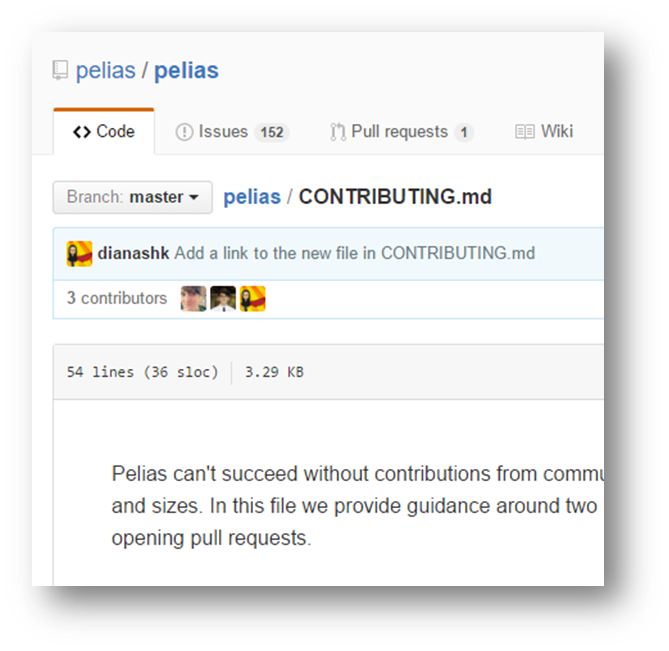 pelias / pelias
Code Issues 152 Pull requests 1 Wiki
Branch: master pelias / CONTRIBUTING.md
dianashk Add a link to the new file in CONTRIBUTING.md
3 contributors
54 lines (36 sloc) 3.29 KB
Pelias can't succeed without contributions from commu
and sizes. In this file we provide guidance around two
opening pull requests.